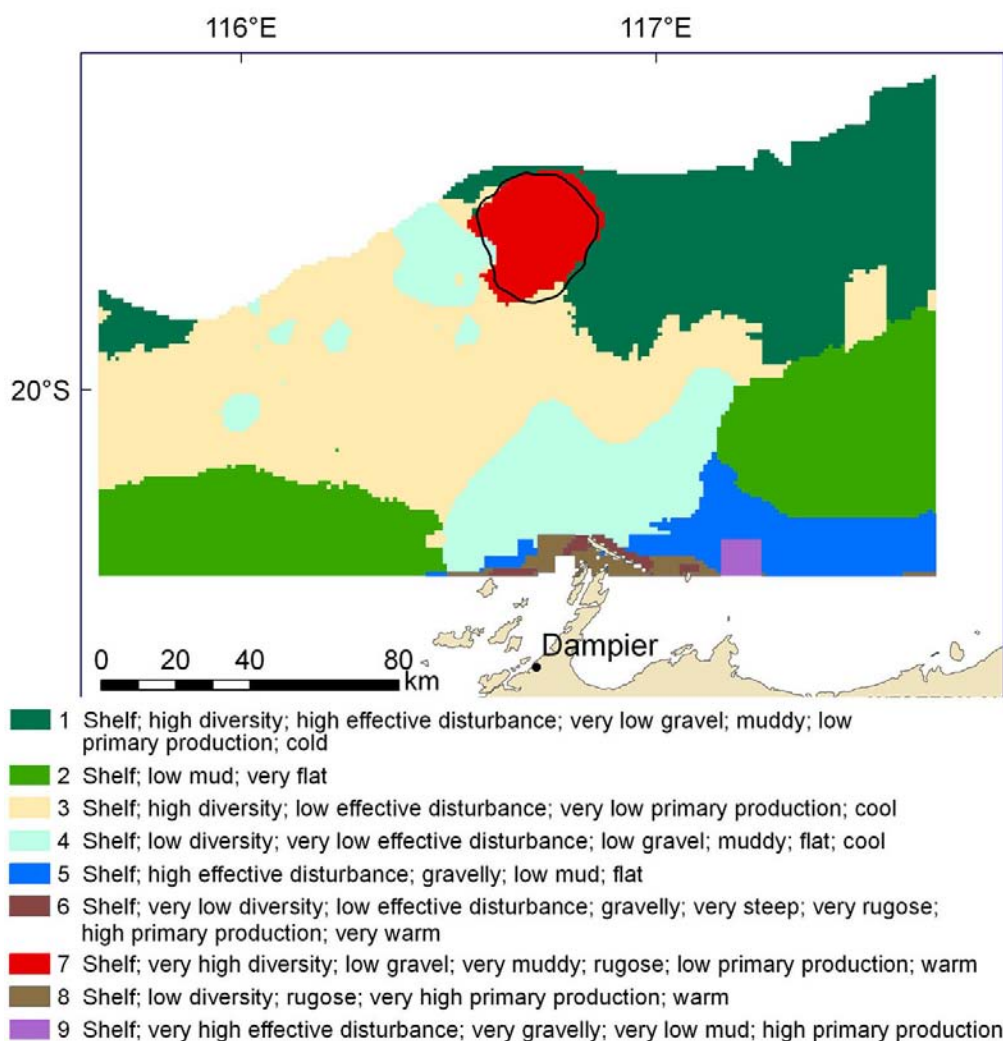 116°E 117°E
20°S
Dampier
0 20 40 80
km
1 Shelf; high diversity; high effective disturbance; very low gravel; muddy; low
primary production; cold
2 Shelf; low mud; very flat
3 Shelf; high diversity; low effective disturbance; very low primary production; cool
4 Shelf; low diversity; very low effective disturbance; low gravel; muddy; flat; cool
5 Shelf; high effective disturbance; gravelly; low mud; flat
6 Shelf; very low diversity; low effective disturbance; gravelly; very steep; very rugose;
high primary production; very warm
7 Shelf; very high diversity; low gravel; very muddy; rugose; low primary production; warm
8 Shelf; low diversity; rugose; very high primary production; warm
9 Shelf; very high effective disturbance; very gravelly; very low mud; high primary production